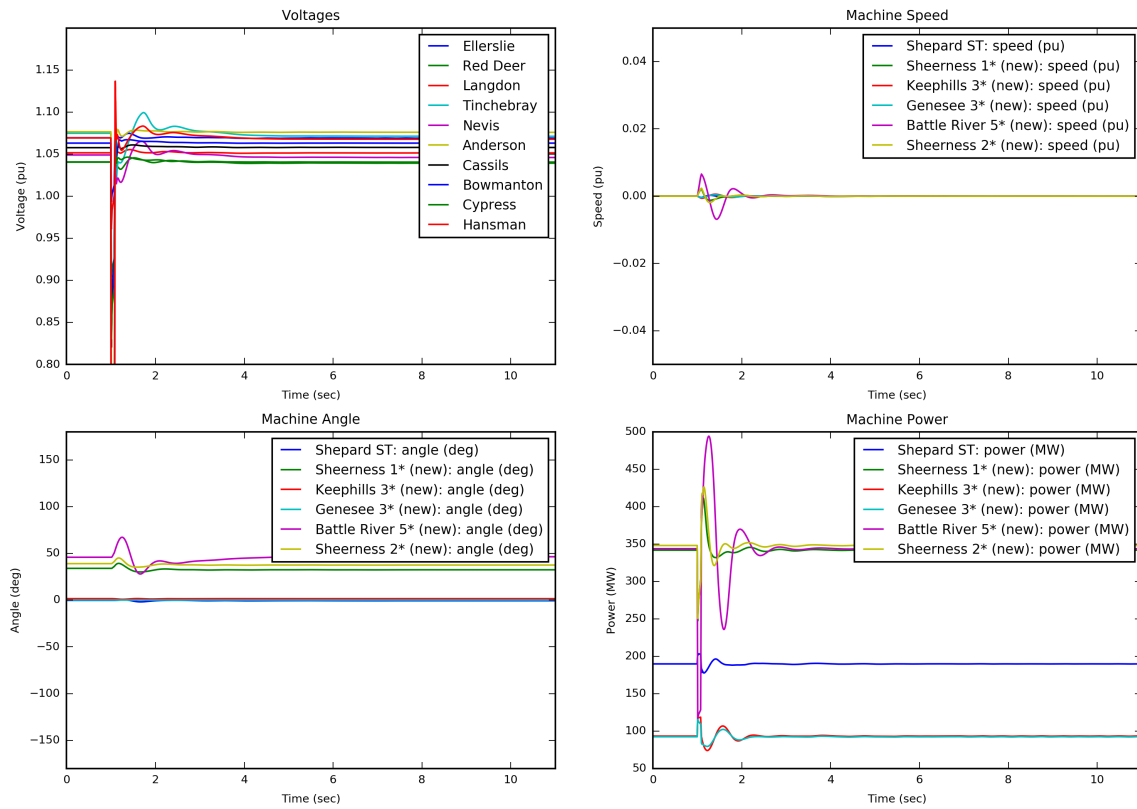 Voltages
1.15
1.10
1.05
1.00
0.95
0.90
0.85
0.80
Voltage (pu)
0 2 4 6 8 10
Time (sec)
Ellerslie
Red Deer
Langdon
Tinchebray
Nevis
Anderson
Cassils
Bowmanton
Cypress
Hansman
Machine Speed
0.04
0.02
0.00
−0.02
−0.04
Speed (pu)
0 2 4 6 8 10
Time (sec)
Shepard ST: speed (pu)
Sheerness 1* (new): speed (pu)
Keephills 3* (new): speed (pu)
Genesee 3* (new): speed (pu)
Battle River 5* (new): speed (pu)
Sheerness 2* (new): speed (pu)
Machine Angle
150
100
50
0
−50
−100
−150
Angle (deg)
0 2 4 6 8 10
Time (sec)
Shepard ST: angle (deg)
Sheerness 1* (new): angle (deg)
Keephills 3* (new): angle (deg)
Genesee 3* (new): angle (deg)
Battle River 5* (new): angle (deg)
Sheerness 2* (new): angle (deg)
Machine Power
500
450
400
350
300
250
200
150
100
50
Power (MW)
0 2 4 6 8 10
Time (sec)
Shepard ST: power (MW)
Sheerness 1* (new): power (MW)
Keephills 3* (new): power (MW)
Genesee 3* (new): power (MW)
Battle River 5* (new): power (MW)
Sheerness 2* (new): power (MW)